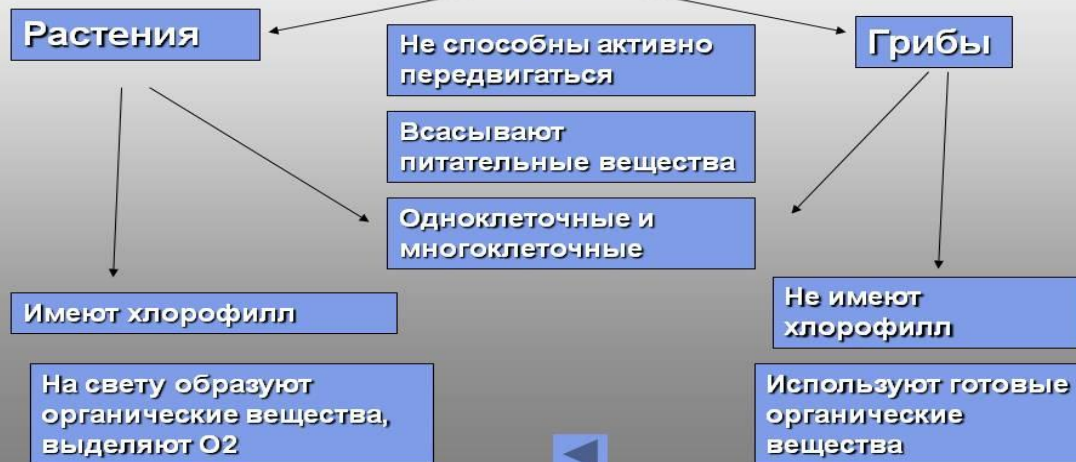 Растения
Грибы
Не способны активно
передвигаться
Всасывают
питательные вещества
Одноклеточные и
многоклеточные
Имеют хлорофилл
Не имеют
хлорофилл
На свету образуют
органические вещества,
выделяют О2
Используют готовые
органические
вещества